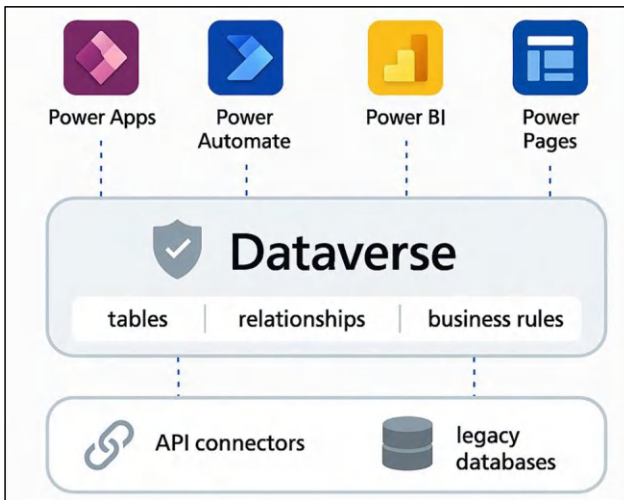 Power Apps
Power
Automate
Power BI
Power
Pages
Dataverse
tables
relationships
business rules
API connectors
legacy
databases